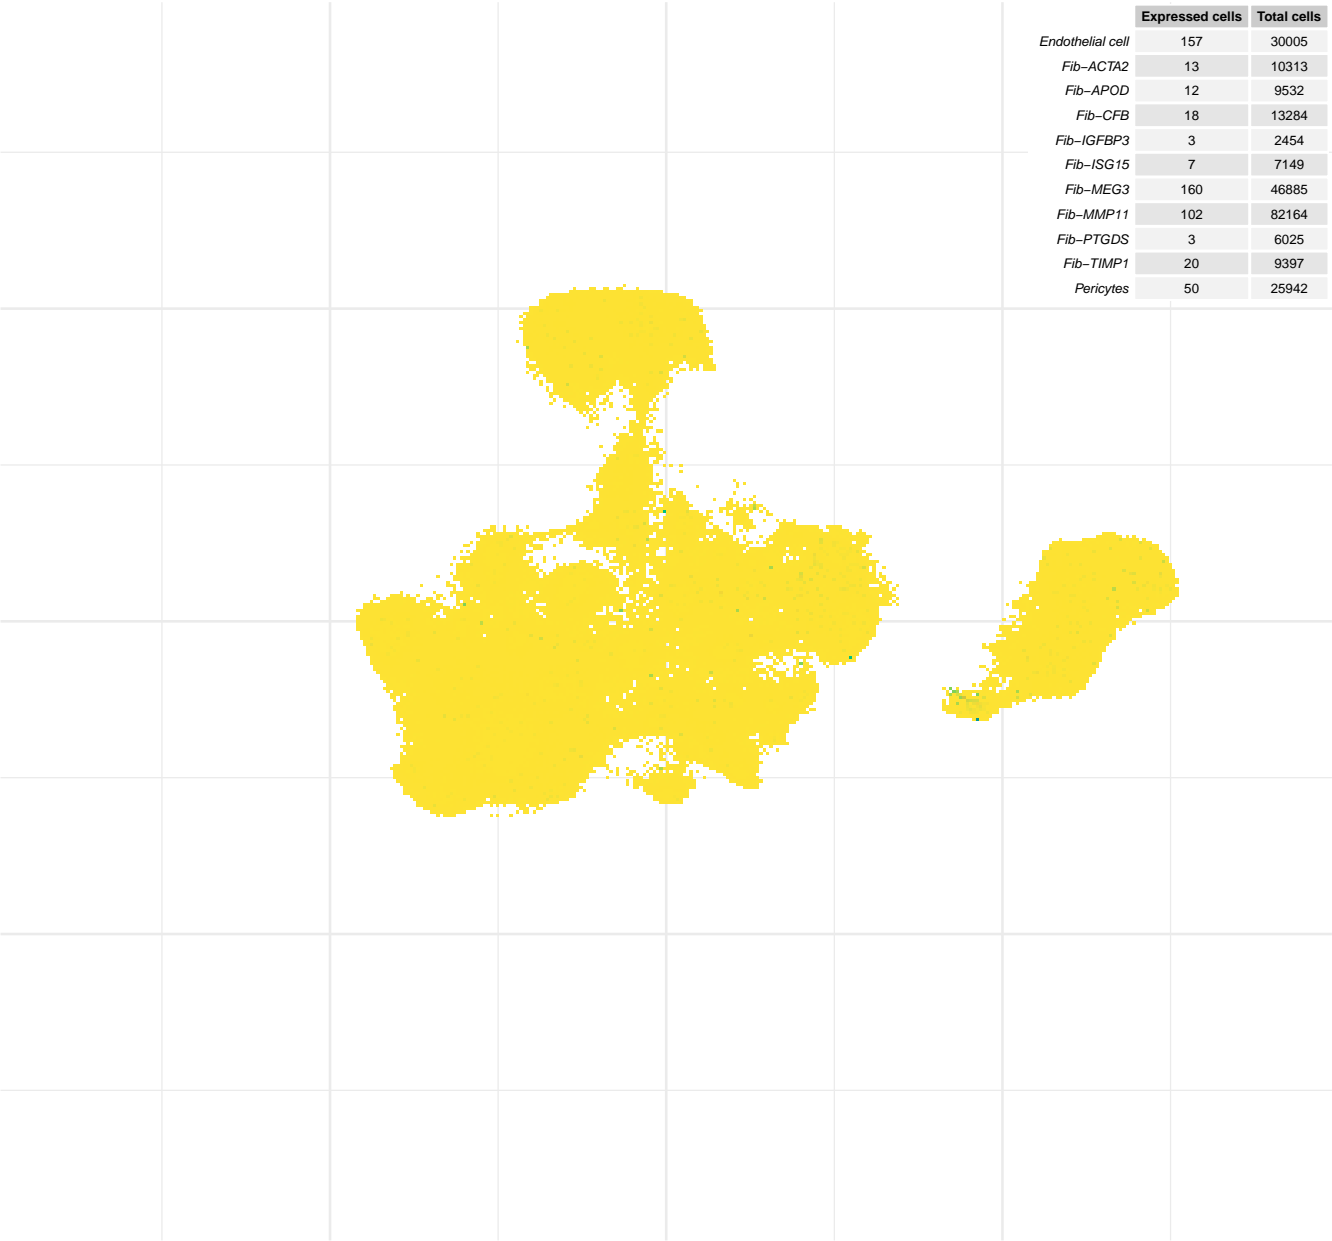 Expressed cells Total cells
Endothelial cell 157 30005
Fib−ACTA2 13 10313
Fib−APOD 12 9532
Fib−CFB 18 13284
Fib−IGFBP3 3 2454
Fib−ISG15 7 7149
Fib−MEG3 160 46885
Fib−MMP11 102 82164
Fib−PTGDS 3 6025
Fib−TIMP1 20 9397
Pericytes 50 25942